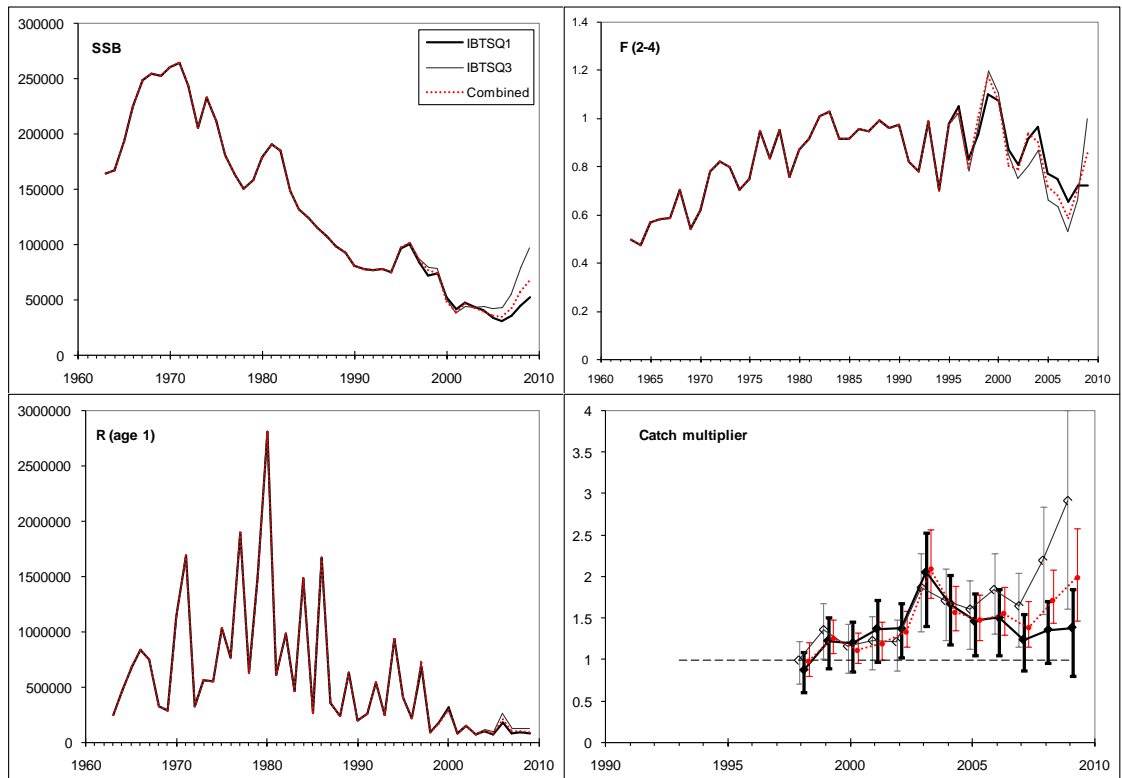 SSB
IBTSQ1
IBTSQ3
Combined
300000
250000
200000
150000
100000
50000
0
1960 1970 1980 1990 2000 2010
F (2-4)
1.4
1.2
1
0.8
0.6
0.4
0.2
0
1960 1965 1970 1975 1980 1985 1990 1995 2000 2005 2010
R (age 1)
3000000
2500000
2000000
1500000
1000000
500000
0
1960 1970 1980 1990 2000 2010
Catch multiplier
4
3.5
3
2.5
2
1.5
1
0.5
0
1990 1995 2000 2005 2010